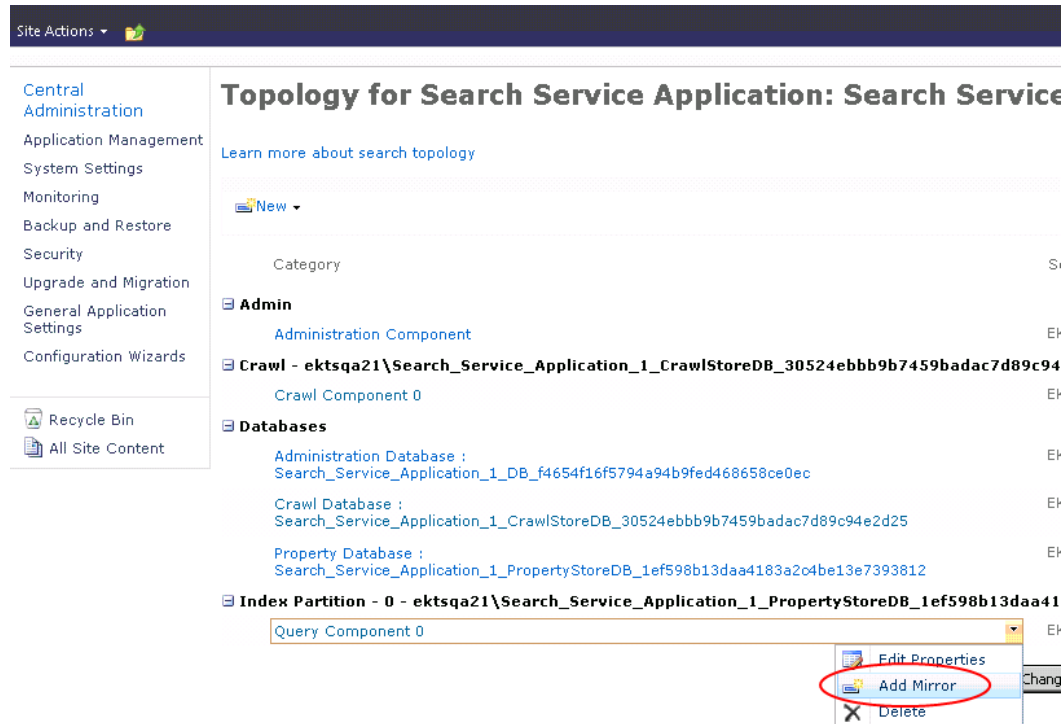 Site Actions
Central
Administration
Application Management
System Settings
Monitoring
Backup and Restore
Security
Upgrade and Migration
General Application
Settings
Configuration Wizards
Recycle Bin
All Site Content
Topology for Search Service Application: Search Service
Learn more about search topology
New
Category
Admin
Administration Component
Crawl - ektsqa21\Search_Service_Application_1_CrawlStoreDB_30524ebbb9b7459badac7d89c94
Crawl Component 0
Databases
Administration Database :
Search_Service_Application_1_DB_f4654f16f5794a94b9fed468658ce0ec
Crawl Database :
Search_Service_Application_1_CrawlStoreDB_30524ebbb9b7459badac7d89c94e2d25
Property Database :
Search_Service_Application_1_PropertyStoreDB_1ef598b13daa4183a2c4be13e7393812
Index Partition - 0 - ektsqa21\Search_Service_Application_1_PropertyStoreDB_1ef598b13daa41
Query Component 0
Edit Properties
Add Mirror
Delete